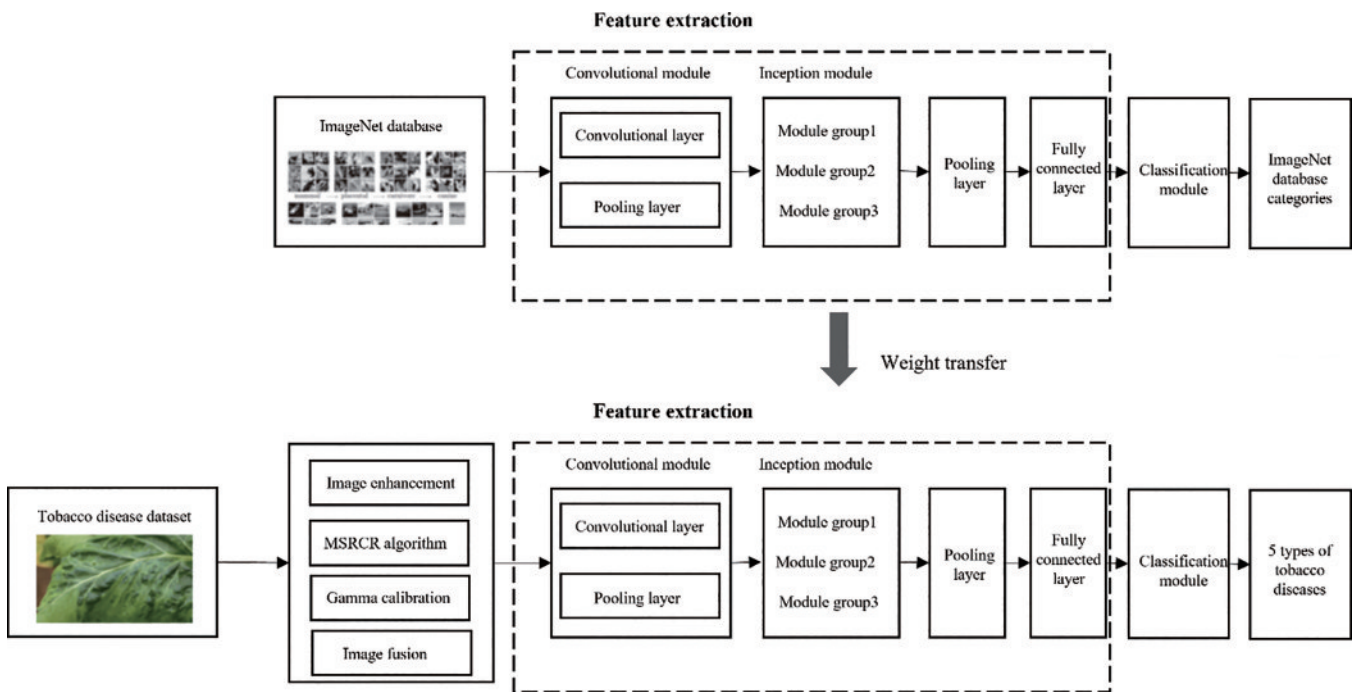 Feature extraction
Convolutional module
Inception module
ImageNet database
Convolutional layer
Pooling layer
Module group1
Module group2
Module group3
Pooling
layer
Fully
connected
layer
Classification
module
ImageNet
database
categories
Weight transfer
Feature extraction
Convolutional module
Inception module
Tobacco disease dataset
Image enhancement
MSRCR algorithm
Gamma calibration
Image fusion
Convolutional layer
Pooling layer
Module group1
Module group2
Module group3
Pooling
layer
Fully
connected
layer
Classification
module
5 types of
tobacco
diseases